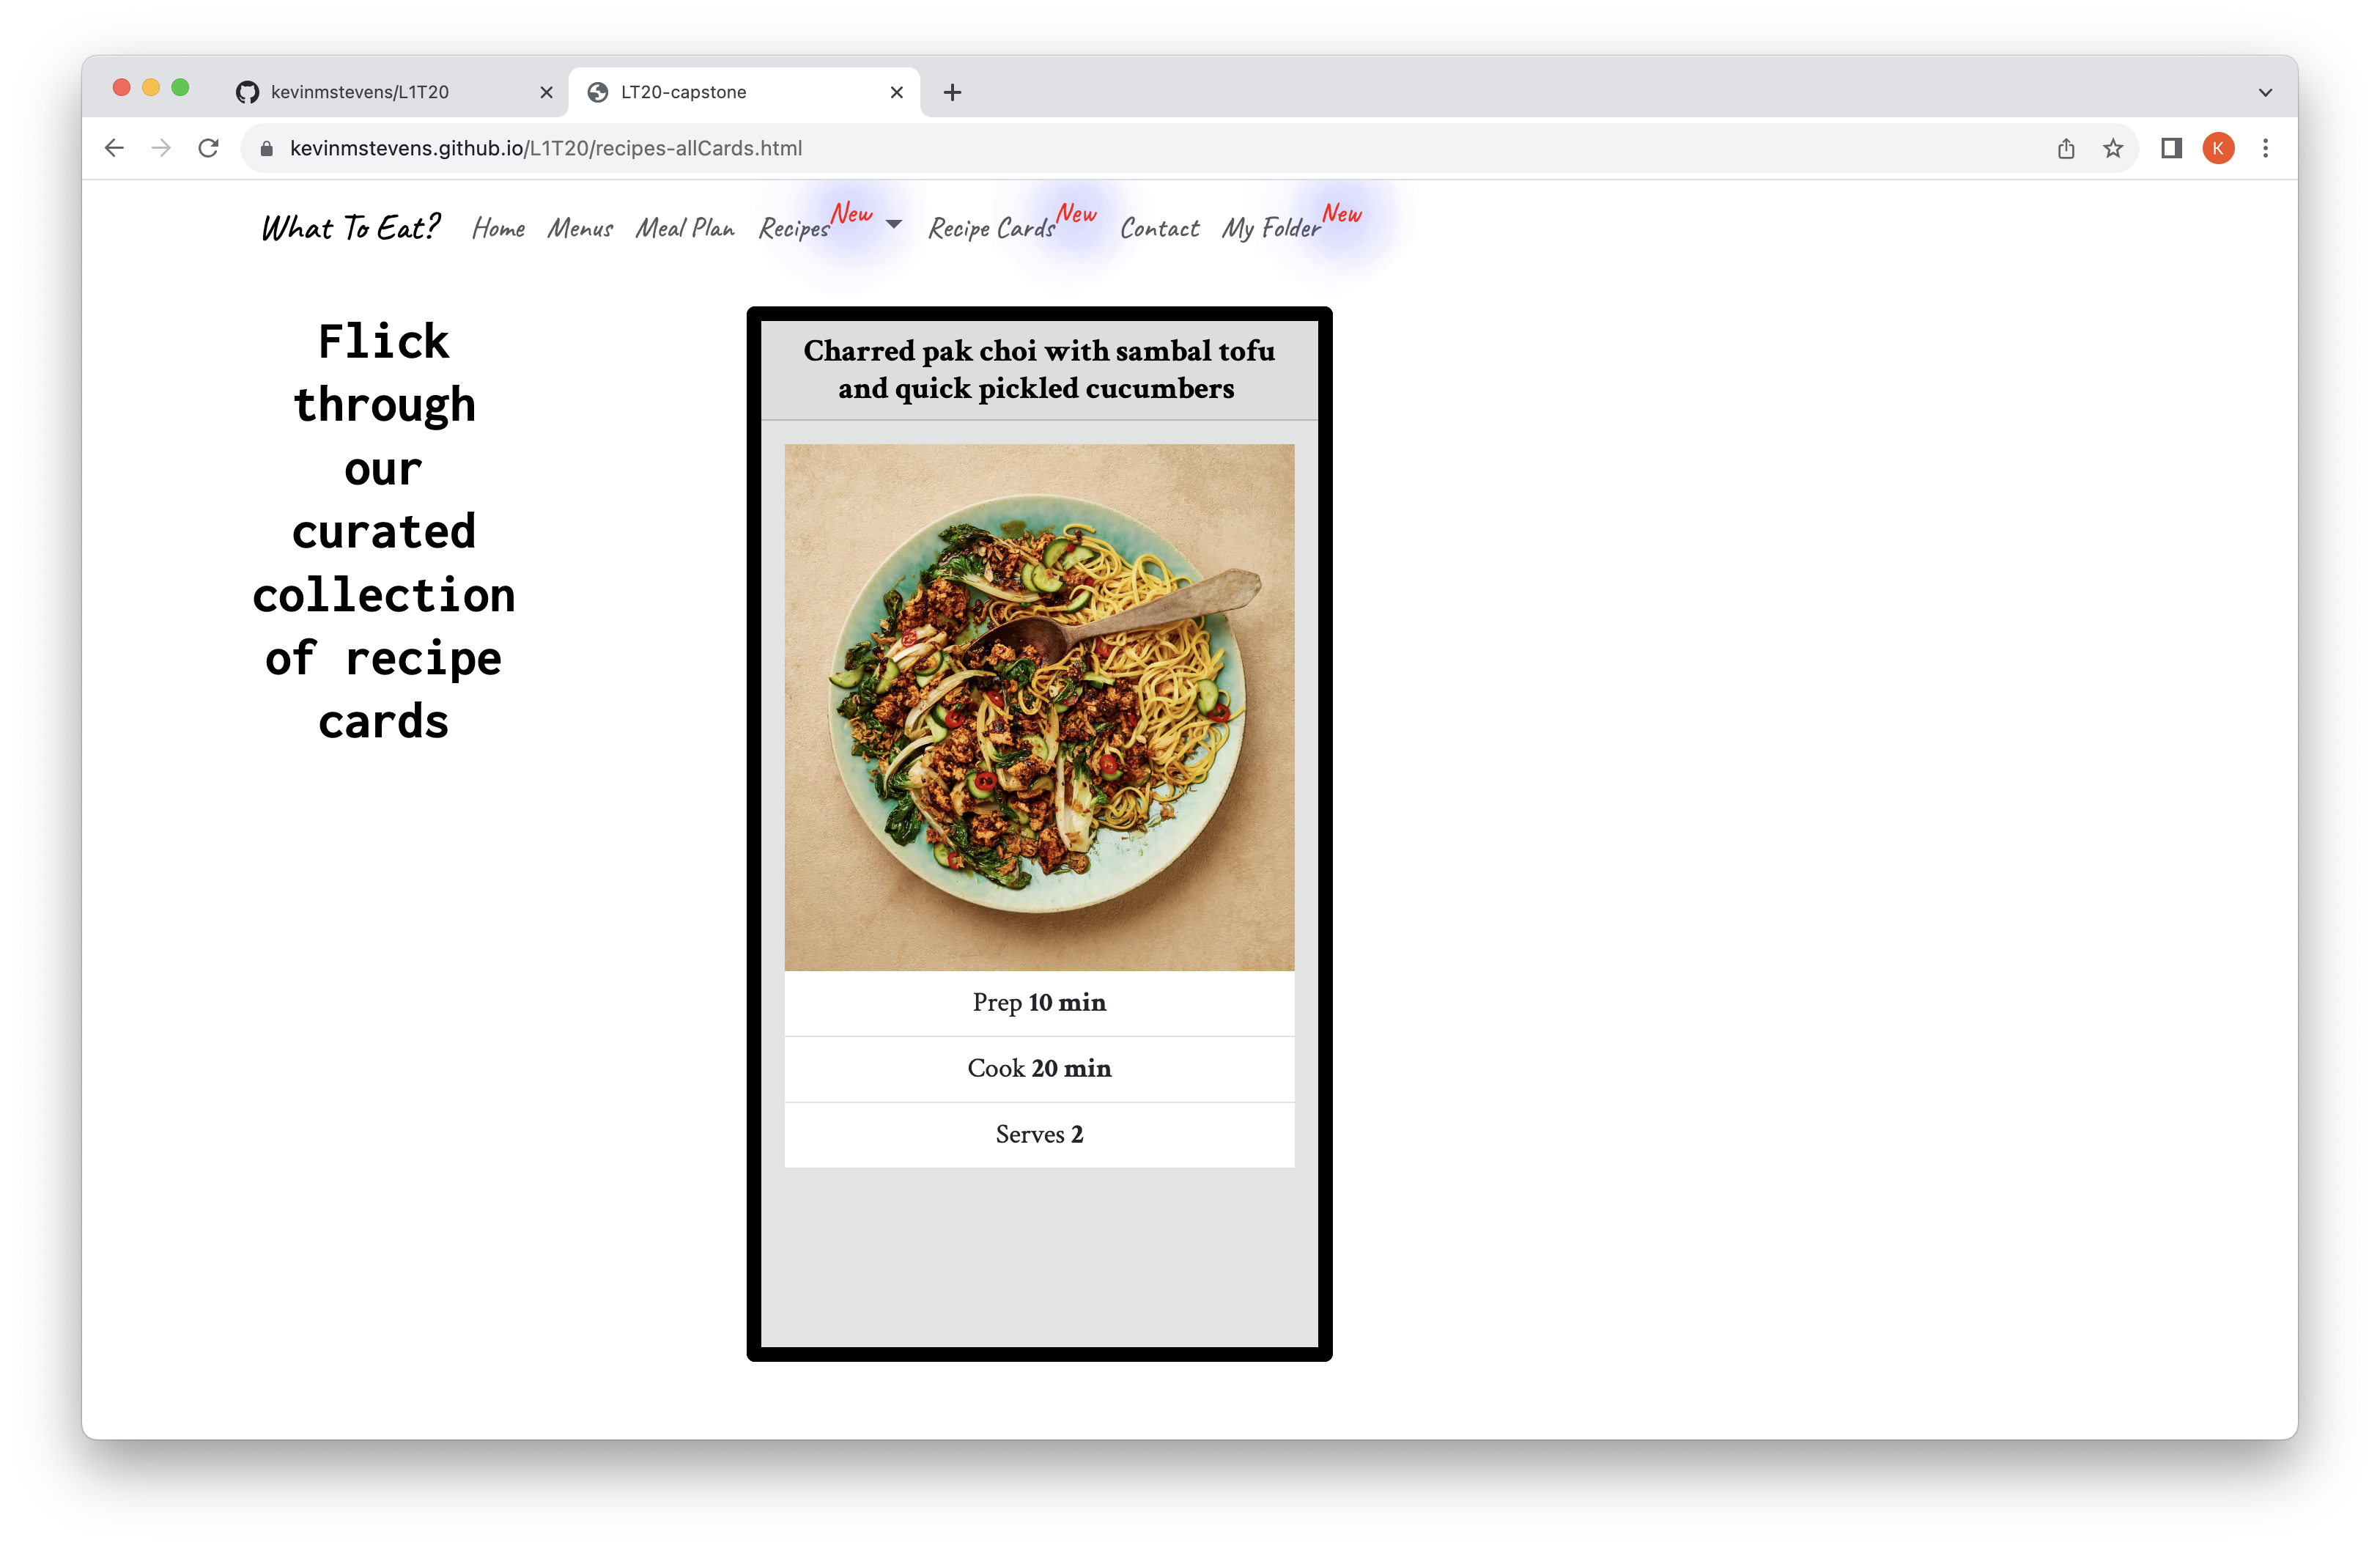 kevinmstevens/L1T20
LT20-capstone
kevinmstevens.github.io/L1T20/recipes-allCards.html
K
What To Eat? Home Menus Meal Plan Recipes New Recipe Cards New Contact My Folder New
Flick
through
our
curated
collection
of recipe
cards
Charred pak choi with sambal tofu
and quick pickled cucumbers
Prep 10 min
Cook 20 min
Serves 2